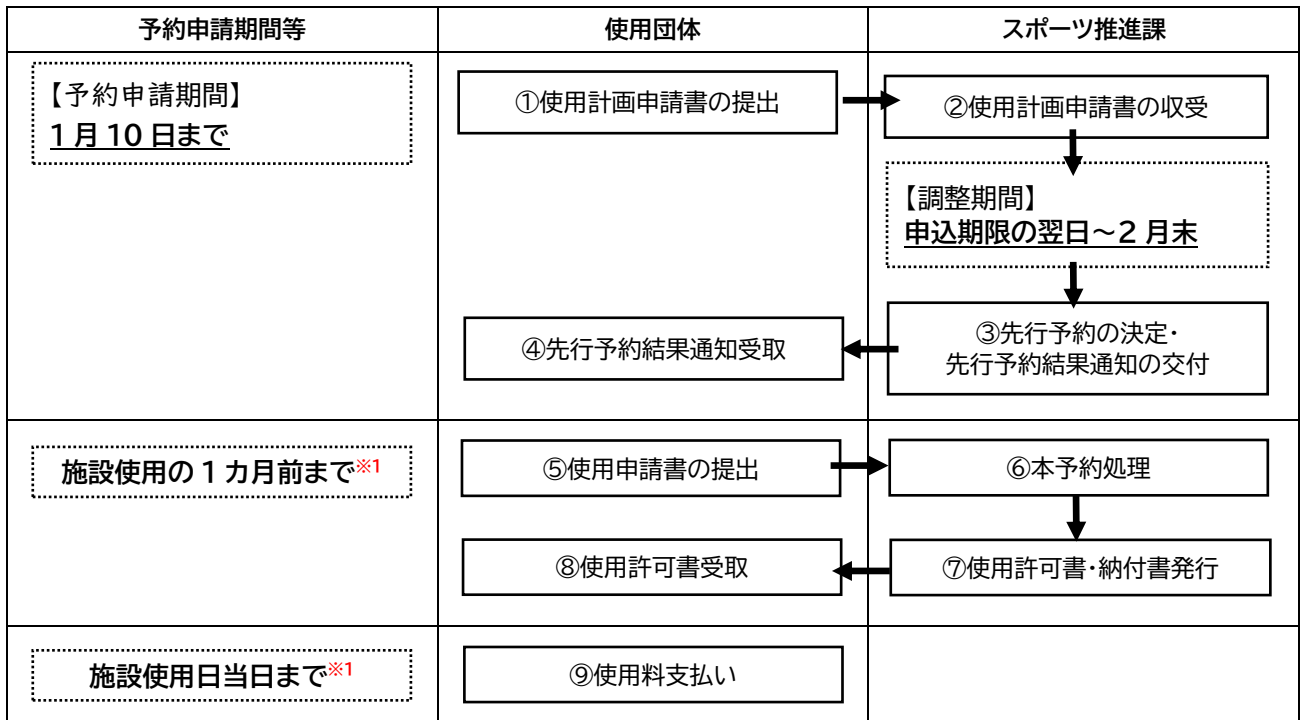 予約申請期間等
使用団体
スポーツ推進課
【予約申請期間】
1月10日まで
①使用計画申請書の提出
②使用計画申請書の収受
【調整期間】
申込期限の翌日～2月末
③先行予約の決定・
先行予約結果通知の交付
④先行予約結果通知受取
施設使用の1カ月前まで※1
⑤使用申請書の提出
⑥本予約処理
⑦使用許可書・納付書発行
⑧使用許可書受取
施設使用日当日まで※1
⑨使用料支払い